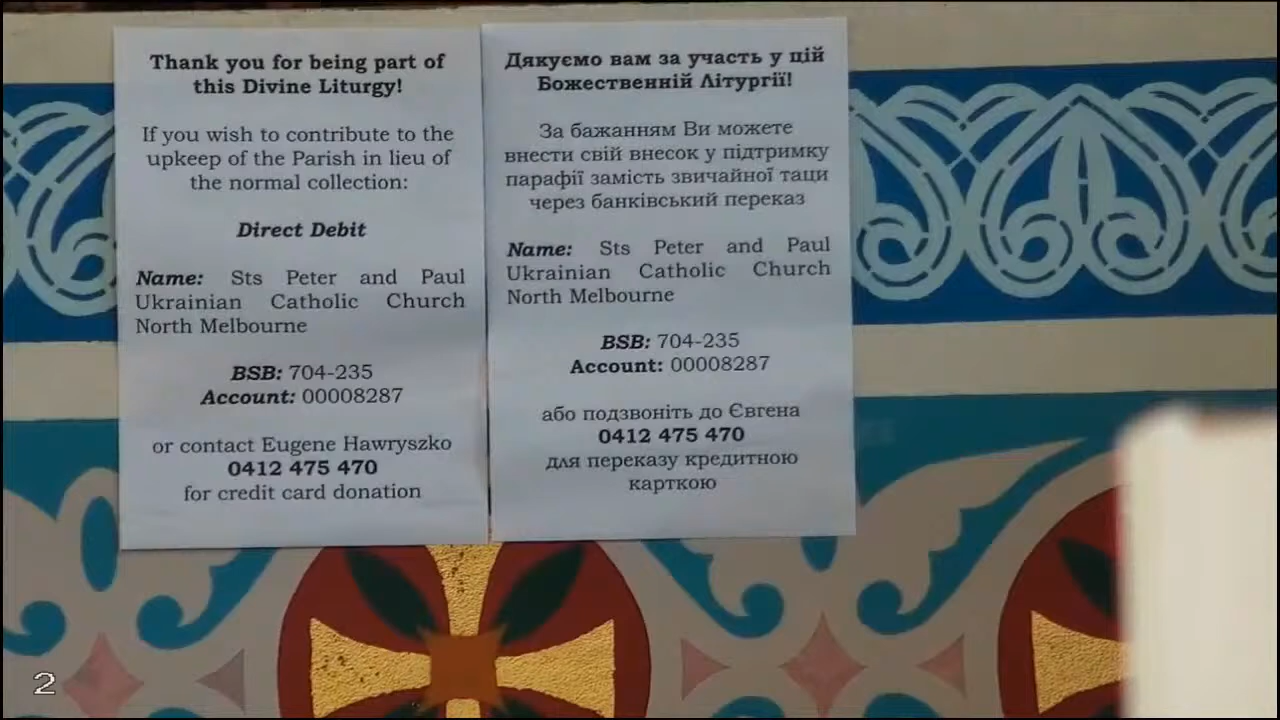 Thank you for being part of
this Divine Liturgy!
If you wish to contribute to the
upkeep of the Parish in lieu of
the normal collection:
Direct Debit
Name: Sts Peter and Paul
Ukrainian Catholic Church
North Melbourne
BSB: 704-235
Account: 00008287
or contact Eugene Hawryszko
0412 475 470
for credit card donation
Дякуємо вам за участь у цій
Божественній Літургії!
За бажанням Ви можете
внести свій внесок у підтримку
парафії замість звичайної таци
через банківський переказ
Name: Sts Peter and Paul
Ukrainian Catholic Church
North Melbourne
BSB: 704-235
Account: 00008287
або подзвоніть до Євгена
0412 475 470
для переказу кредитною
карткою
2